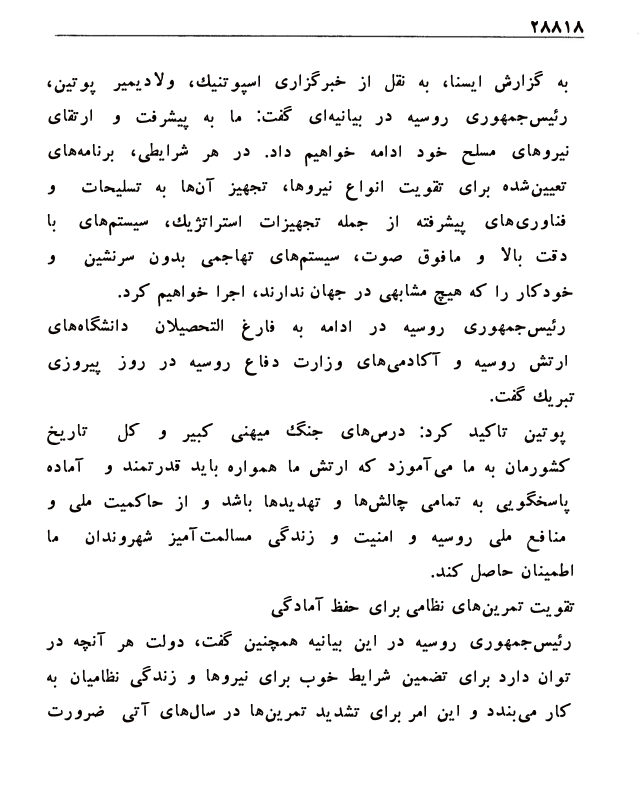 ۲۸۸۱۸
به گزارش ایسنا، به نقل از خبرگزاری اسپوتنیك، ولادیمیر پوتین،
رئیس‌جمهوری روسیه در بیانیه‌ای گفت: ما به پیشرفت و ارتقای
نیروهای مسلح خود ادامه خواهیم داد. در هر شرایطی، برنامه‌های
تعیین‌شده برای تقویت انواع نیروها، تجهیز آن‌ها به تسلیحات و
فناوری‌های پیشرفته از جمله تجهیزات استراتژیك، سیستم‌های با
دقت بالا و مافوق صوت، سیستم‌های تهاجمی بدون سرنشین و
خودکار را که هیچ مشابهی در جهان ندارند، اجرا خواهیم کرد.
رئیس‌جمهوری روسیه در ادامه به فارغ التحصیلان دانشگاه‌های
ارتش روسیه و آکادمی‌های وزارت دفاع روسیه در روز پیروزی
تبریك گفت.
پوتین تاکید کرد: درس‌های جنگ میهنی کبیر و کل تاریخ
کشورمان به ما می‌آموزد که ارتش ما همواره باید قدرتمند و آماده
پاسخگویی به تمامی چالش‌ها و تهدیدها باشد و از حاکمیت ملی و
منافع ملی روسیه و امنیت و زندگی مسالمت‌آمیز شهروندان ما
اطمینان حاصل کند.
تقویت تمرین‌های نظامی برای حفظ آمادگی
رئیس‌جمهوری روسیه در این بیانیه همچنین گفت، دولت هر آنچه در
توان دارد برای تضمین شرایط خوب برای نیروها و زندگی نظامیان به
کار می‌بندد و این امر برای تشدید تمرین‌ها در سال‌های آتی ضرورت